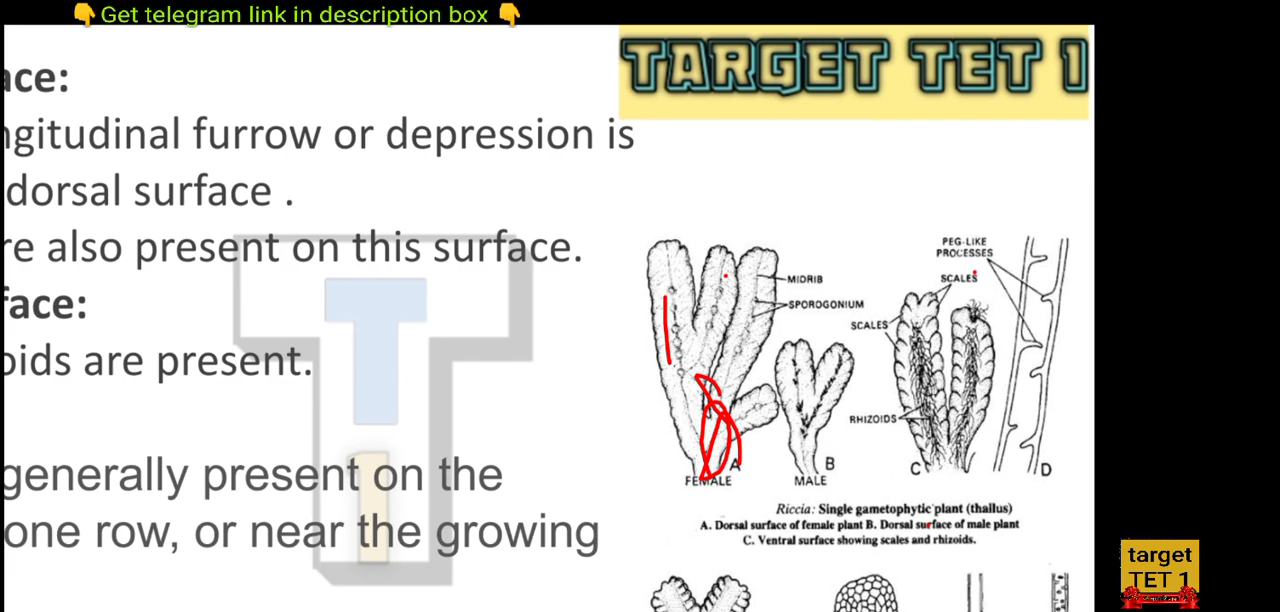 👇Get telegram link in description box 👇
TARGET TET 1
ace:
ngitudinal furrow or depression is
dorsal surface .
re also present on this surface.
face:
oids are present.
generally present on the
one row, or near the growing
PEG-LIKE
PROCESSES
SCALES
MIDRIB
SPOROGONIUM
SCALES
RHIZOIDS
A
B
C
D
FEMALE
MALE
Riccia: Single gametophytic plant (thallus)
A. Dorsal surface of female plant B. Dorsal surface of male plant
C. Ventral surface showing scales and rhizoids.
target
TET 1